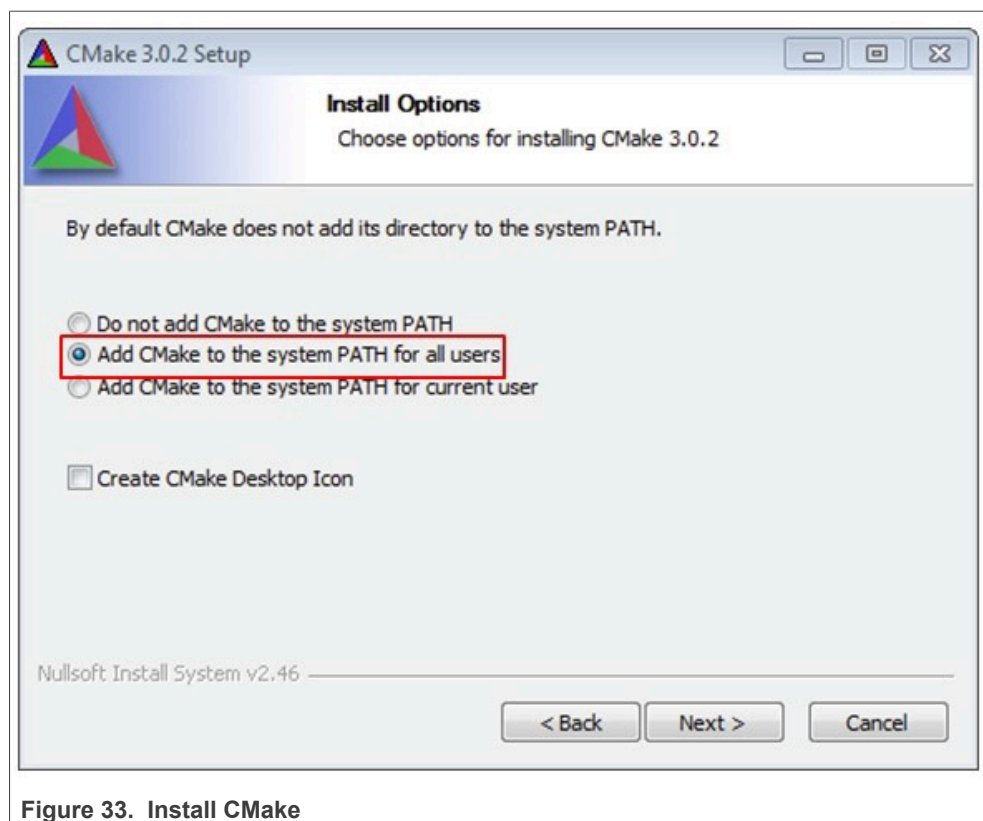 CMake 3.0.2 Setup
Install Options
Choose options for installing CMake 3.0.2
By default CMake does not add its directory to the system PATH.
Do not add CMake to the system PATH
Add CMake to the system PATH for all users
Add CMake to the system PATH for current user
Create CMake Desktop Icon
Nullsoft Install System v2.46
< Back Next > Cancel
Figure 33. Install CMake